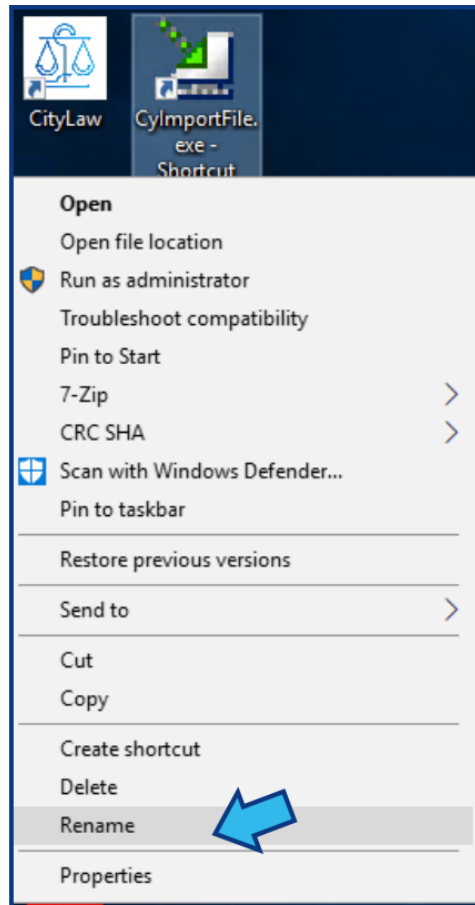 CityLaw
CyImportFile.
exe -
Shortcut
Open
Open file location
Run as administrator
Troubleshoot compatibility
Pin to Start
7-Zip
CRC SHA
Scan with Windows Defender...
Pin to taskbar
Restore previous versions
Send to
Cut
Copy
Create shortcut
Delete
Rename
Properties